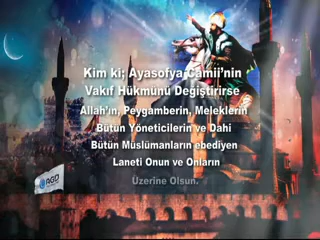 Kim ki; Ayasofya Camii'nin
Vakıf Hükmünü Değiştirirse
Allah'ın, Peygamberin, Meleklerin
Bütün Yöneticilerin ve Dahi
Bütün Müslümanların ebediyen
Laneti Onun ve Onların
Üzerine Olsun.
AGD